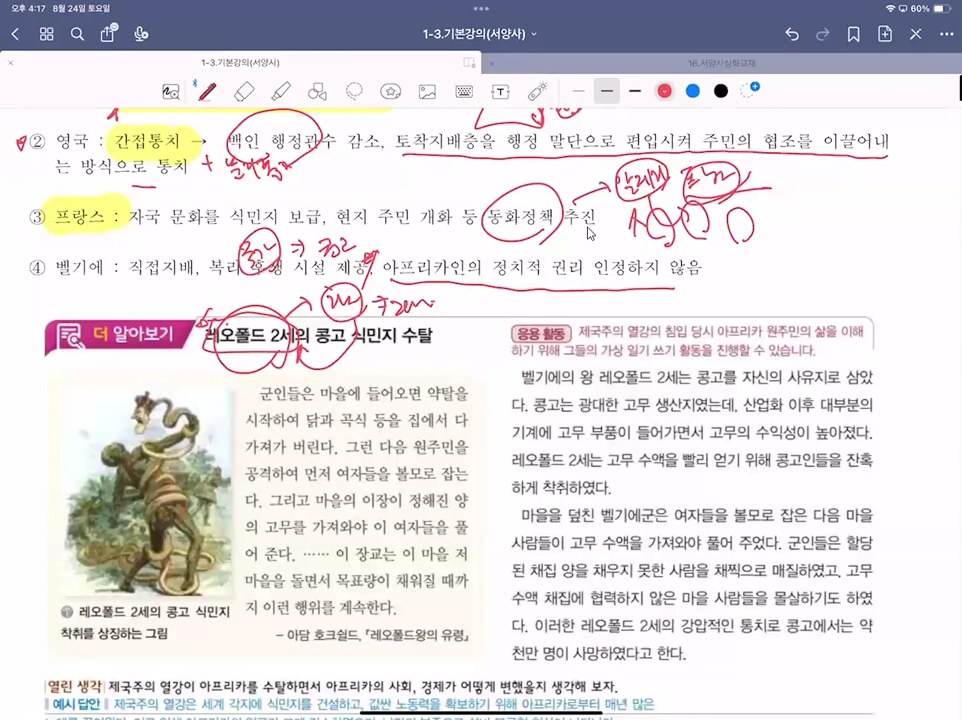 오후 4:17 8월 24일 토요일
60%
1-3.기본강의(서양사)
1-3.기본강의(서양사)
16.서양사심화교재
② 영국 : 간접통치 → 백인 행정관수 감소, 토착지배층을 행정 말단으로 편입시켜 주민의 협조를 이끌어내
는 방식으로 통치 +
③ 프랑스 : 자국 문화를 식민지 보급, 현지 주민 개화 등 동화정책 추진
④ 벨기에 : 직접지배, 복리 후생 시설 제공, 아프리카인의 정치적 권리 인정하지 않음
더 알아보기
레오폴드 2세의 콩고 식민지 수탈
군인들은 마을에 들어오면 약탈을
시작하여 닭과 곡식 등을 집에서 다
가져가 버린다. 그런 다음 원주민을
공격하여 먼저 여자들을 볼모로 잡는
다. 그리고 마을의 이장이 정해진 양
의 고무를 가져와야 이 여자들을 풀
어 준다. …… 이 장교는 이 마을 저
마을을 돌면서 목표량이 채워질 때까
지 이런 행위를 계속한다.
– 아담 호크쉴드, 『레오폴드왕의 유령』
레오폴드 2세의 콩고 식민지
착취를 상징하는 그림
응용 활동 제국주의 열강의 침입 당시 아프리카 원주민의 삶을 이해
하기 위해 그들의 가상 일기 쓰기 활동을 진행할 수 있습니다.
벨기에의 왕 레오폴드 2세는 콩고를 자신의 사유지로 삼았
다. 콩고는 광대한 고무 생산지였는데, 산업화 이후 대부분의
기계에 고무 부품이 들어가면서 고무의 수익성이 높아졌다.
레오폴드 2세는 고무 수액을 빨리 얻기 위해 콩고인들을 잔혹
하게 착취하였다.
마을을 덮친 벨기에군은 여자들을 볼모로 잡은 다음 마을
사람들이 고무 수액을 가져와야 풀어 주었다. 군인들은 할당
된 채집 양을 채우지 못한 사람을 채찍으로 매질하였고, 고무
수액 채집에 협력하지 않은 마을 사람들을 몰살하기도 하였
다. 이러한 레오폴드 2세의 강압적인 통치로 콩고에서는 약
천만 명이 사망하였다고 한다.
열린 생각 제국주의 열강이 아프리카를 수탈하면서 아프리카의 사회, 경제가 어떻게 변했을지 생각해 보자.
예시 답안 제국주의 열강은 세계 각지에 식민지를 건설하고, 값싼 노동력을 확보하기 위해 아프리카로부터 매년 많은